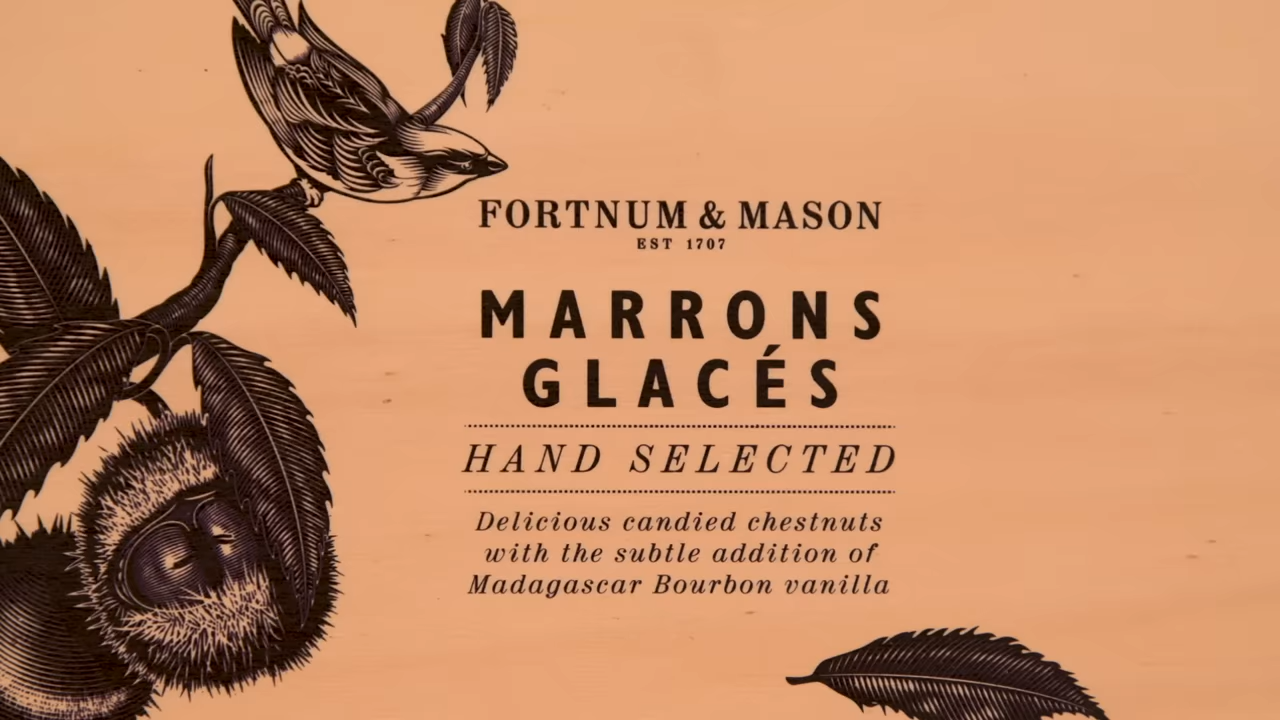 FORTNUM & MASON
EST 1707
MARRONS
GLACÉS
HAND SELECTED
Delicious candied chestnuts
with the subtle addition of
Madagascar Bourbon vanilla